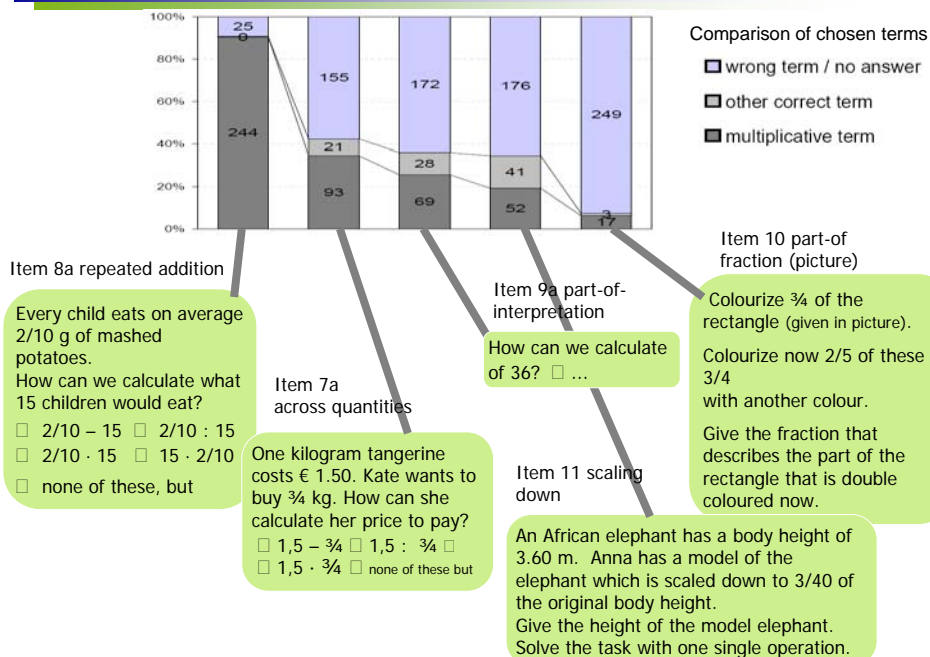 100%
80%
60%
40%
20%
0%
25
0
244
155
21
93
172
28
69
176
41
52
249
3
17
Comparison of chosen terms
wrong term / no answer
other correct term
multiplicative term
Item 8a repeated addition
Every child eats on average
2/10 g of mashed
potatoes.
How can we calculate what
15 children would eat?
□ 2/10 – 15 □ 2/10 : 15
□ 2/10 · 15 □ 15 · 2/10
□ none of these, but
Item 7a
across quantities
One kilogram tangerine
costs € 1.50. Kate wants to
buy ¾ kg. How can she
calculate her price to pay?
□ 1,5 – ¾ □ 1,5 : ¾ □
□ 1,5 · ¾ □ none of these but
Item 9a part-of-
interpretation
How can we calculate
of 36? □ ...
Item 11 scaling
down
An African elephant has a body height of
3.60 m. Anna has a model of the
elephant which is scaled down to 3/40 of
the original body height.
Give the height of the model elephant.
Solve the task with one single operation.
Item 10 part-of
fraction (picture)
Colourize ¾ of the
rectangle (given in picture).
Colourize now 2/5 of these
3/4
with another colour.
Give the fraction that
describes the part of the
rectangle that is double
coloured now.